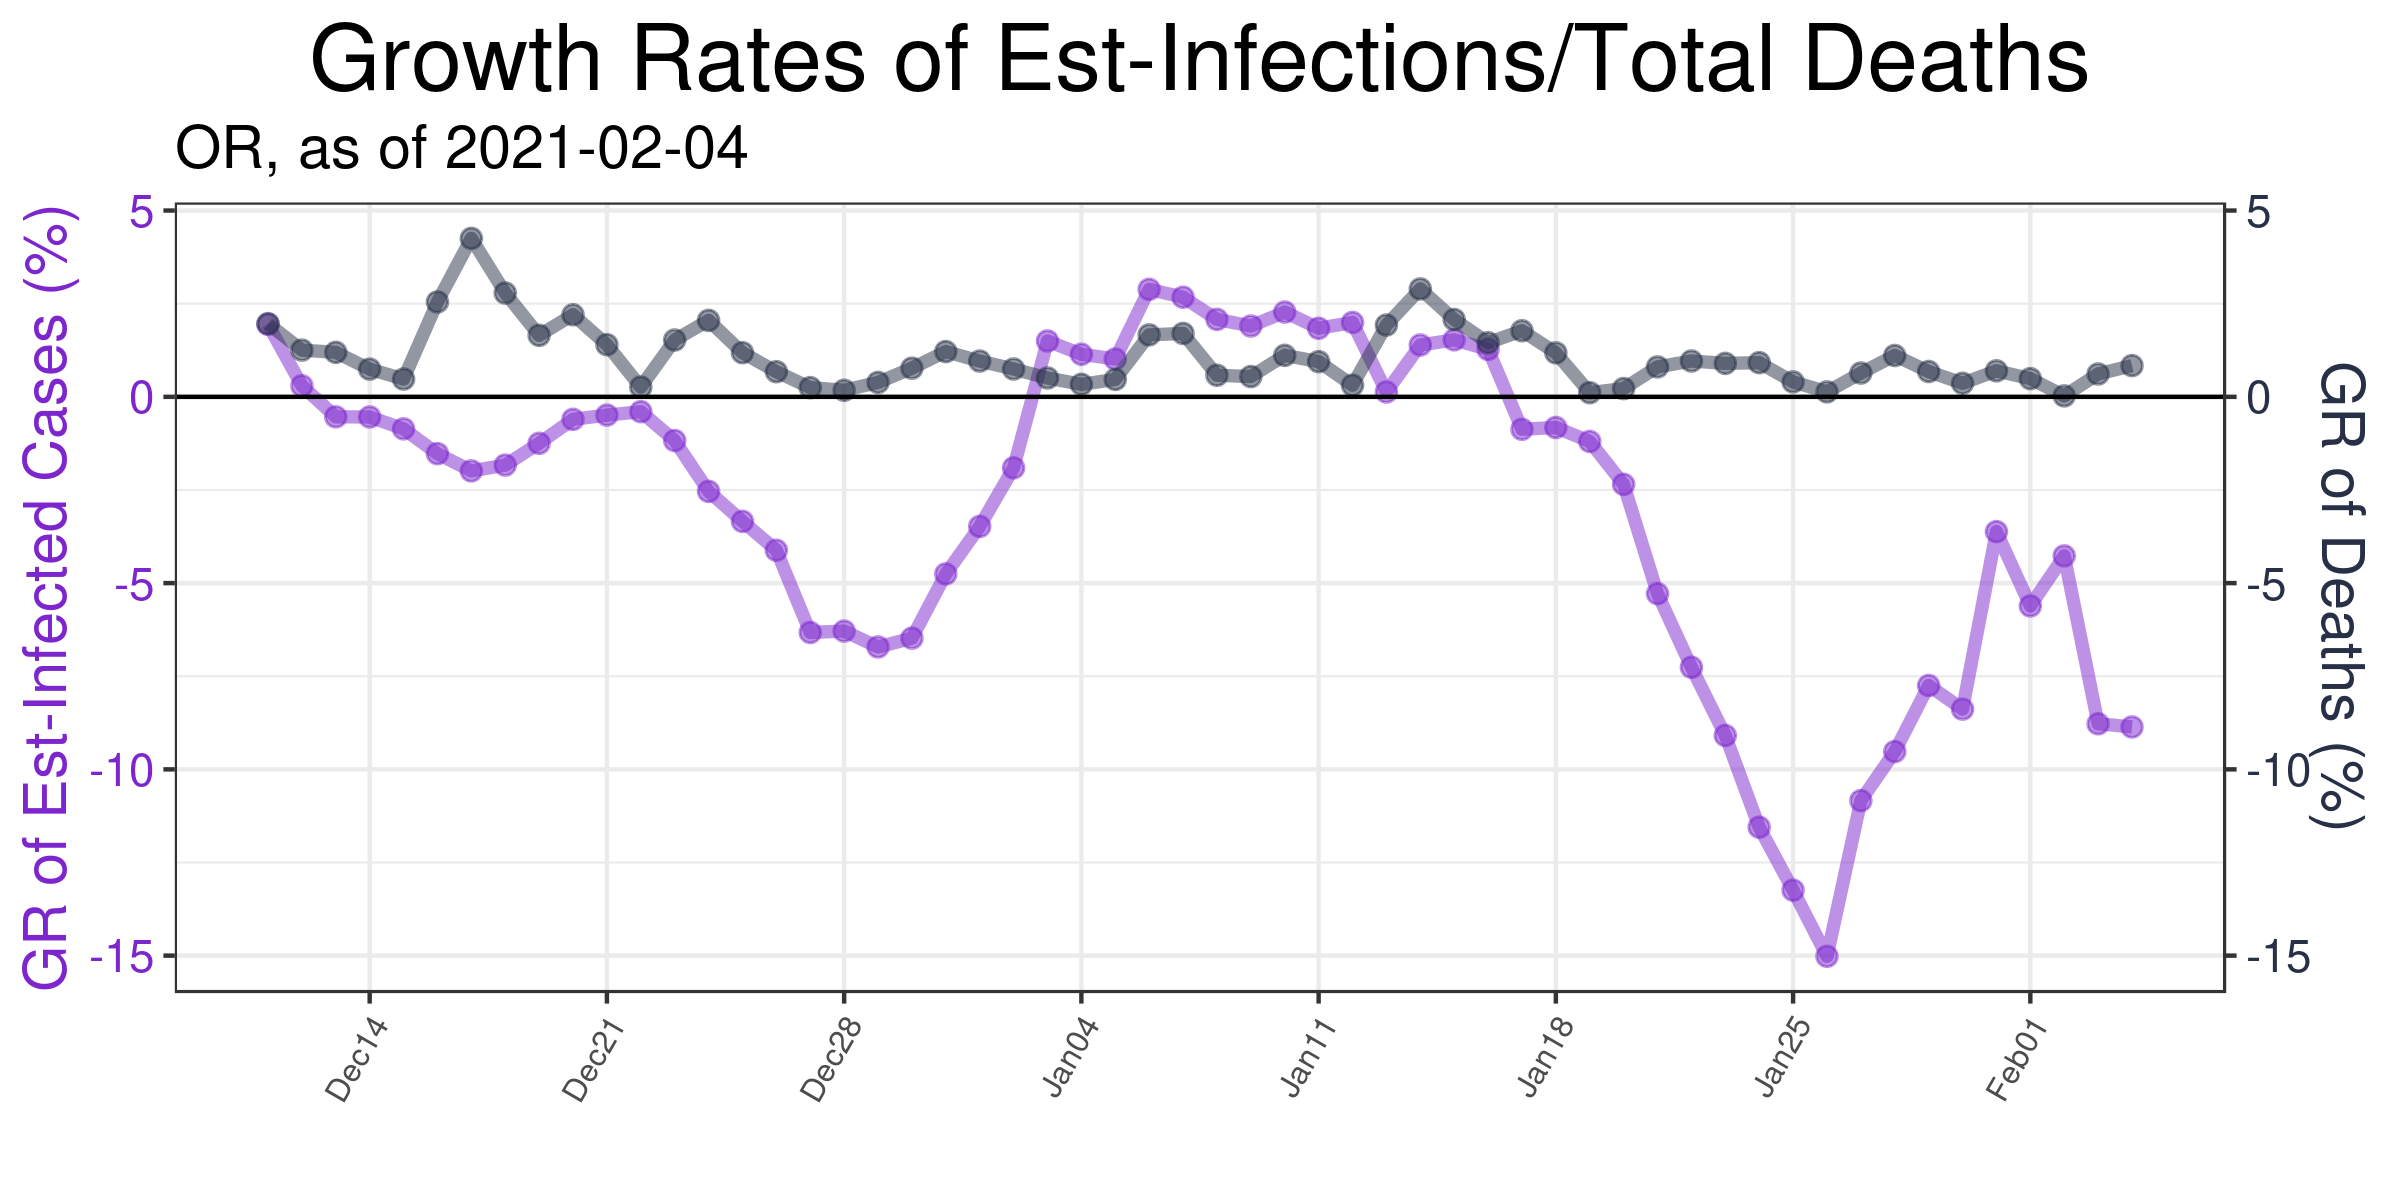 Growth Rates of Est-Infections/Total Deaths
OR, as of 2021-02-04
GR of Est-Infected Cases (%)
5
0
-5
-10
-15
5
0
-5
-10
-15
GR of Deaths (%)
Dec14
Dec21
Dec28
Jan04
Jan11
Jan18
Jan25
Feb01